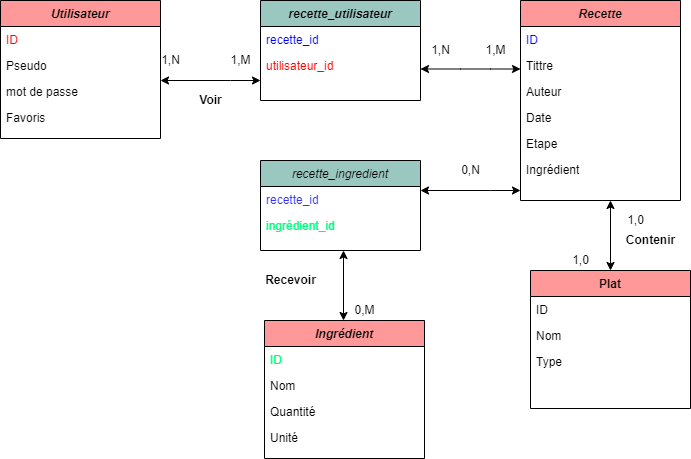 Utilisateur
ID
Pseudo
mot de passe
Favoris
1,N
1,M
Voir
recette_utilisateur
recette_id
utilisateur_id
1,N
1,M
Recette
ID
Tittre
Auteur
Date
Etape
Ingrédient
recette_ingredient
recette_id
ingrédient_id
0,N
Recevoir
0,M
1,0
Contenir
1,0
Ingrédient
ID
Nom
Quantité
Unité
Plat
ID
Nom
Type